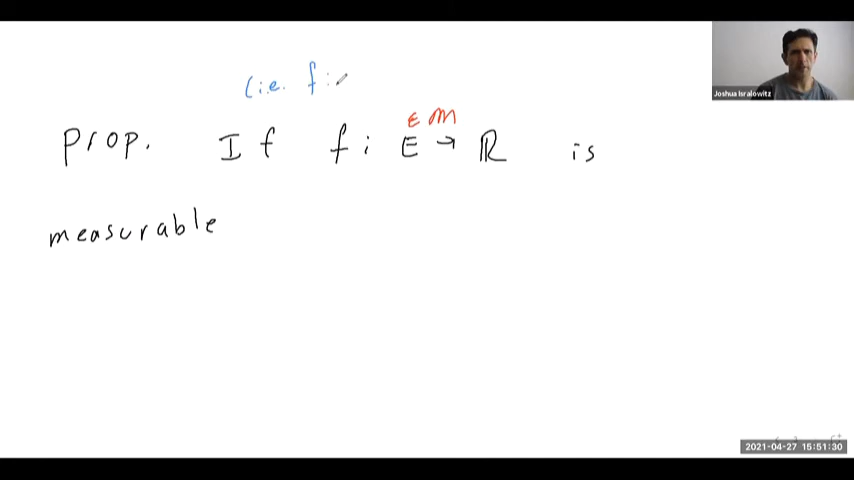 (i.e. f:
∈ M
Prop. If f: E → ℝ is
measurable
Joshua Isralowitz
2021-04-27 15:51:30